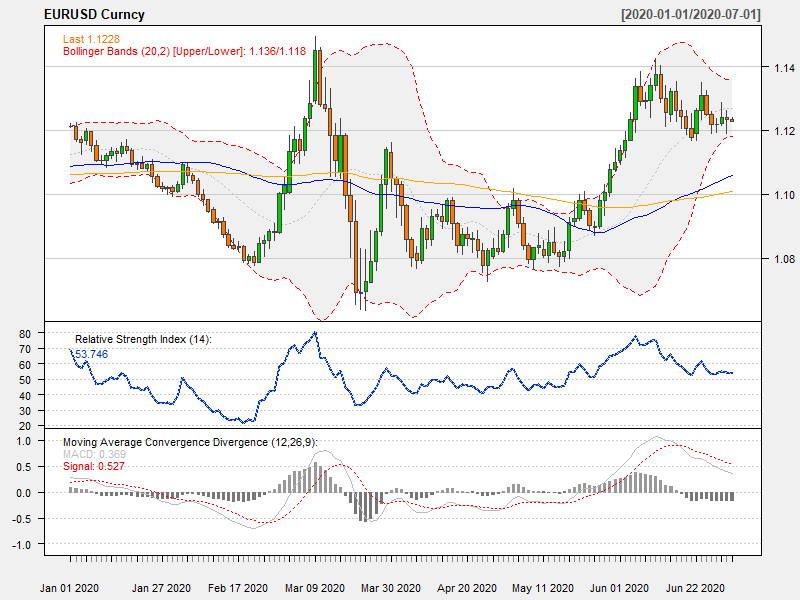 EURUSD Curncy [2020-01-01/2020-07-01]
Last 1.1228
Bollinger Bands (20,2) [Upper/Lower]: 1.136/1.118
1.14
1.12
1.10
1.08
Relative Strength Index (14):
53.746
80
70
60
50
40
30
20
Moving Average Convergence Divergence (12,26,9):
MACD: 0.369
Signal: 0.527
1.0
0.5
0.0
-0.5
-1.0
Jan 01 2020 Jan 27 2020 Feb 17 2020 Mar 09 2020 Mar 30 2020 Apr 20 2020 May 11 2020 Jun 01 2020 Jun 22 2020